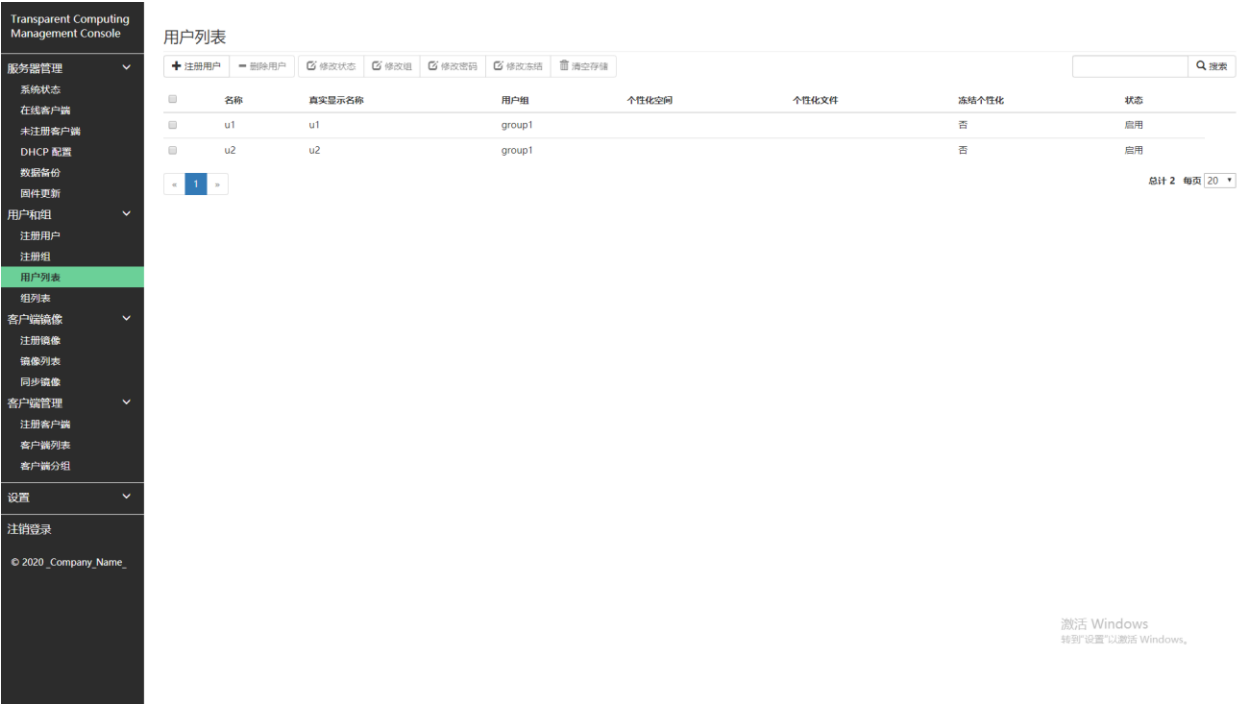 Transparent Computing
Management Console
服务器管理
系统状态
在线客户端
未注册客户端
DHCP 配置
数据备份
固件更新
用户和组
注册用户
注册组
用户列表
组列表
客户端镜像
注册镜像
镜像列表
同步镜像
客户端管理
注册客户端
客户端列表
客户端分组
设置
注销登录
© 2020 _Company_Name_
用户列表
注册用户 删除用户 修改状态 修改组 修改密码 修改冻结 清空存储 搜索
名称 真实显示名称 用户组 个性化空间 个性化文件 冻结个性化 状态
u1 u1 group1 否 启用
u2 u2 group1 否 启用
« 1 » 总计 2 每页 20
激活 Windows
转到"设置"以激活 Windows。